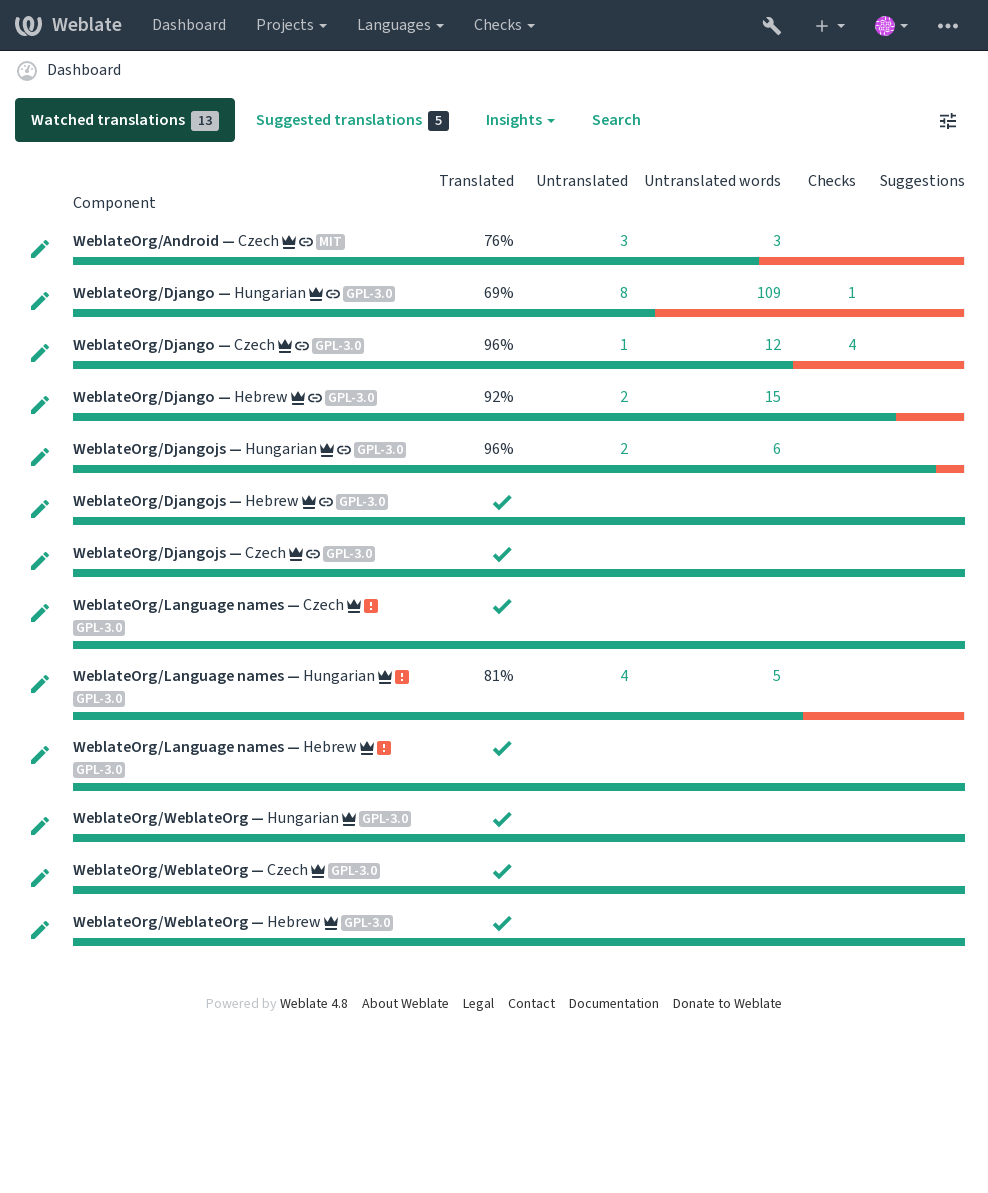 Weblate Dashboard Projects Languages Checks
Dashboard
Watched translations 13 Suggested translations 5 Insights Search
Translated Untranslated Untranslated words Checks Suggestions
Component
WeblateOrg/Android — Czech MIT 76% 3 3
WeblateOrg/Django — Hungarian GPL-3.0 69% 8 109 1
WeblateOrg/Django — Czech GPL-3.0 96% 1 12 4
WeblateOrg/Django — Hebrew GPL-3.0 92% 2 15
WeblateOrg/Djangojs — Hungarian GPL-3.0 96% 2 6
WeblateOrg/Djangojs — Hebrew GPL-3.0
WeblateOrg/Djangojs — Czech GPL-3.0
WeblateOrg/Language names — Czech
GPL-3.0
WeblateOrg/Language names — Hungarian 81% 4 5
GPL-3.0
WeblateOrg/Language names — Hebrew
GPL-3.0
WeblateOrg/WeblateOrg — Hungarian GPL-3.0
WeblateOrg/WeblateOrg — Czech GPL-3.0
WeblateOrg/WeblateOrg — Hebrew GPL-3.0
Powered by Weblate 4.8 About Weblate Legal Contact Documentation Donate to Weblate